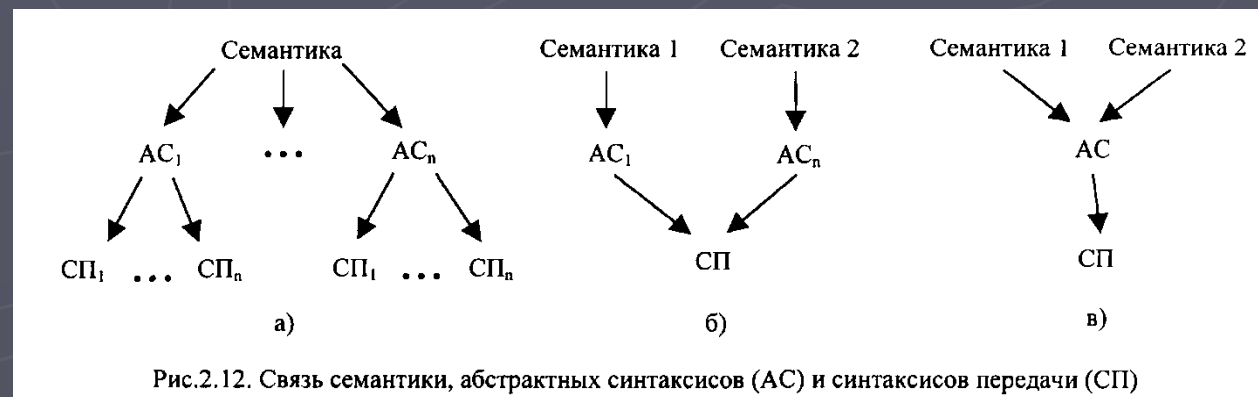 Семантика Семантика 1 Семантика 2 Семантика 1 Семантика 2
АС₁ ••• АСₙ АС₁ АСₙ АС
СП₁ ••• СПₙ СП₁ ••• СПₙ СП СП
а) б) в)
Рис.2.12. Связь семантики, абстрактных синтаксисов (АС) и синтаксисов передачи (СП)